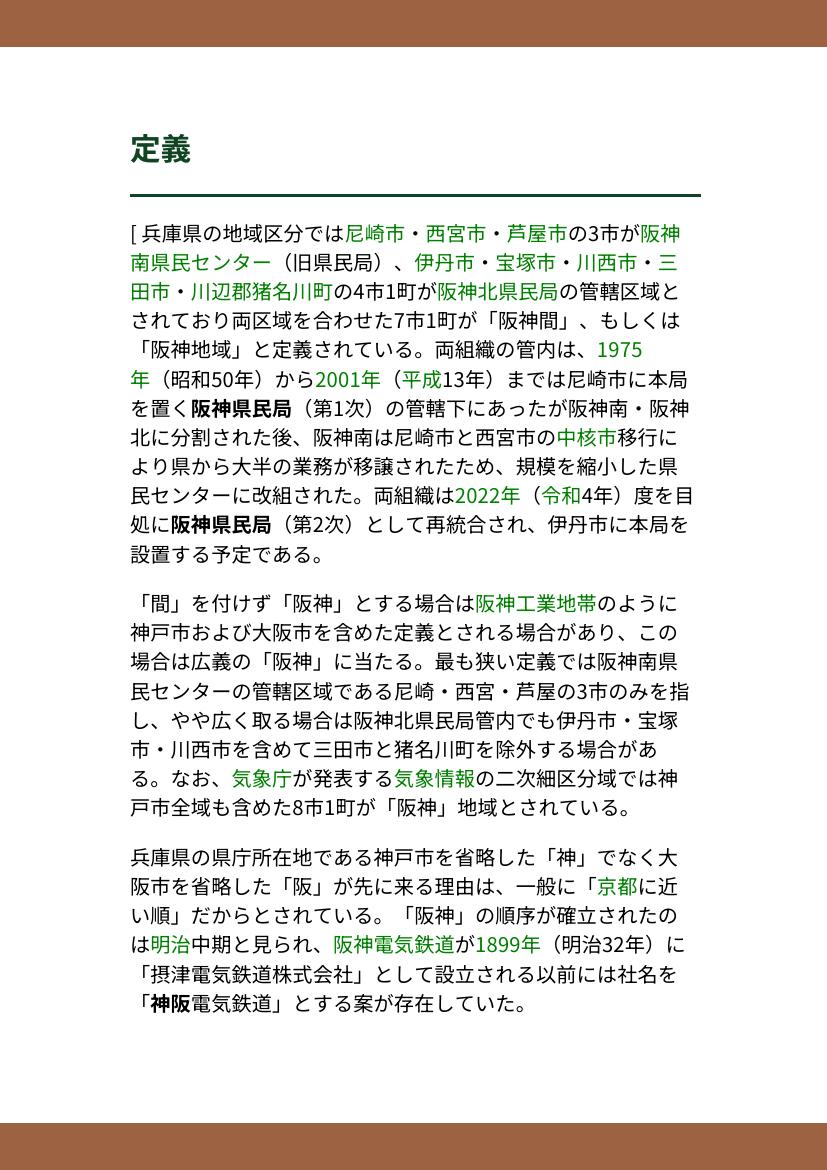 定義
[ 兵庫県の地域区分では尼崎市・西宮市・芦屋市の3市が阪神
南県民センター（旧県民局）、伊丹市・宝塚市・川西市・三
田市・川辺郡猪名川町の4市1町が阪神北県民局の管轄区域と
されており両区域を合わせた7市1町が「阪神間」、もしくは
「阪神地域」と定義されている。両組織の管内は、1975
年（昭和50年）から2001年（平成13年）までは尼崎市に本局
を置く阪神県民局（第1次）の管轄下にあったが阪神南・阪神
北に分割された後、阪神南は尼崎市と西宮市の中核市移行に
より県から大半の業務が移譲されたため、規模を縮小した県
民センターに改組された。両組織は2022年（令和4年）度を目
処に阪神県民局（第2次）として再統合され、伊丹市に本局を
設置する予定である。
「間」を付けず「阪神」とする場合は阪神工業地帯のように
神戸市および大阪市を含めた定義とされる場合があり、この
場合は広義の「阪神」に当たる。最も狭い定義では阪神南県
民センターの管轄区域である尼崎・西宮・芦屋の3市のみを指
し、やや広く取る場合は阪神北県民局管内でも伊丹市・宝塚
市・川西市を含めて三田市と猪名川町を除外する場合があ
る。なお、気象庁が発表する気象情報の二次細区分域では神
戸市全域も含めた8市1町が「阪神」地域とされている。
兵庫県の県庁所在地である神戸市を省略した「神」でなく大
阪市を省略した「阪」が先に来る理由は、一般に「京都に近
い順」だからとされている。「阪神」の順序が確立されたの
は明治中期と見られ、阪神電気鉄道が1899年（明治32年）に
「摂津電気鉄道株式会社」として設立される以前には社名を
「神阪電気鉄道」とする案が存在していた。